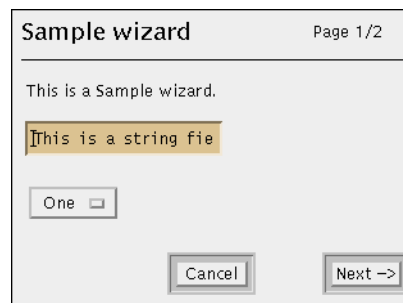 Sample wizard Page 1/2
This is a Sample wizard.
This is a string fie
One
Cancel Next ->